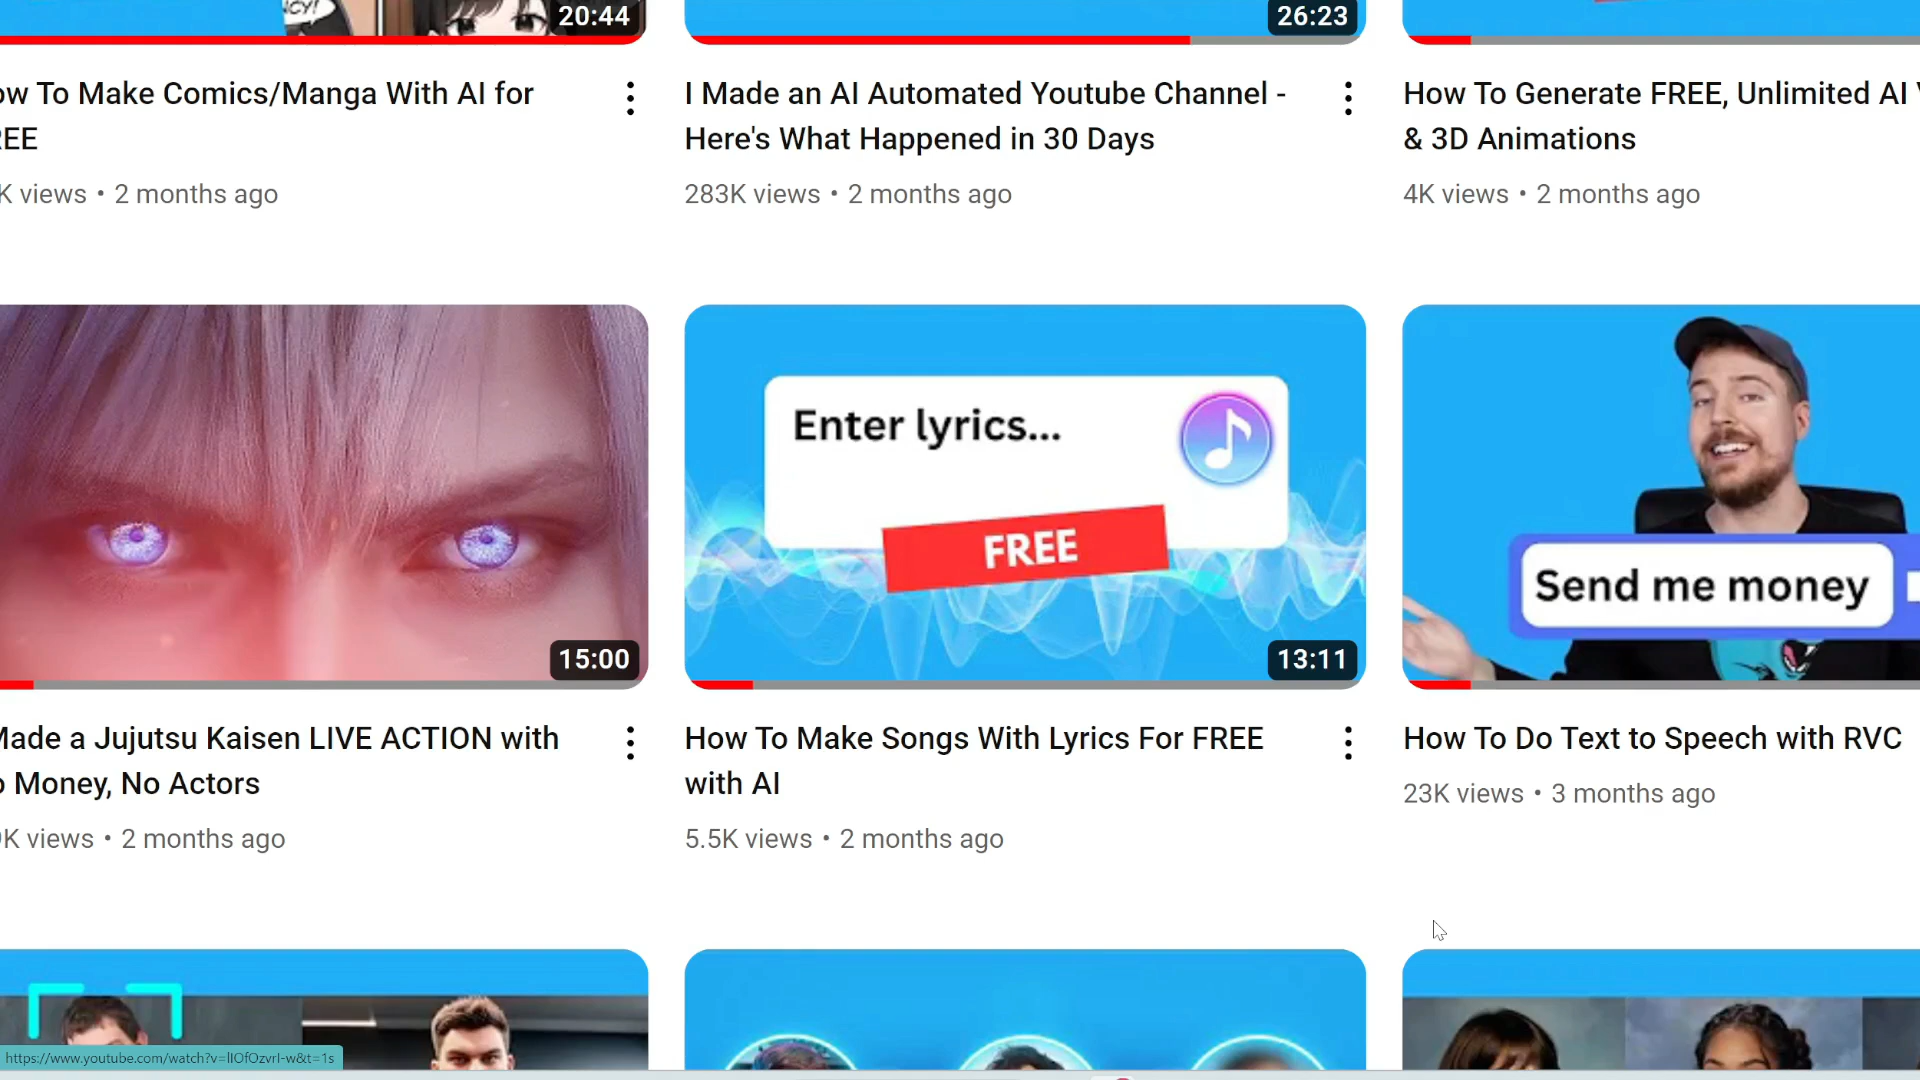 NCY!
20:44
26:23
ow To Make Comics/Manga With AI for
REE
K views • 2 months ago
I Made an AI Automated Youtube Channel -
Here's What Happened in 30 Days
283K views • 2 months ago
How To Generate FREE, Unlimited AI V
& 3D Animations
4K views • 2 months ago
15:00
Enter lyrics...
FREE
13:11
Send me money
Made a Jujutsu Kaisen LIVE ACTION with
o Money, No Actors
9K views • 2 months ago
How To Make Songs With Lyrics For FREE
with AI
5.5K views • 2 months ago
How To Do Text to Speech with RVC
23K views • 3 months ago
https://www.youtube.com/watch?v=lIOfOzvrI-w&t=1s